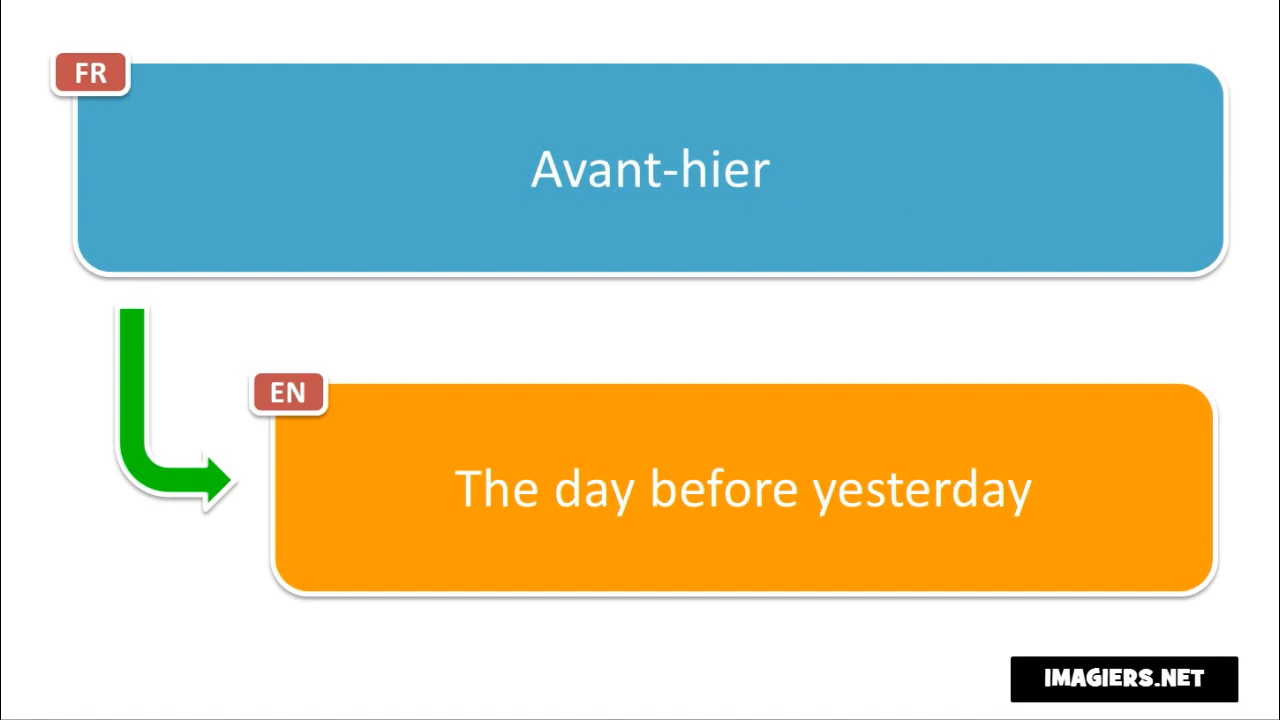 FR
Avant-hier
EN
The day before yesterday
IMAGIERS.NET